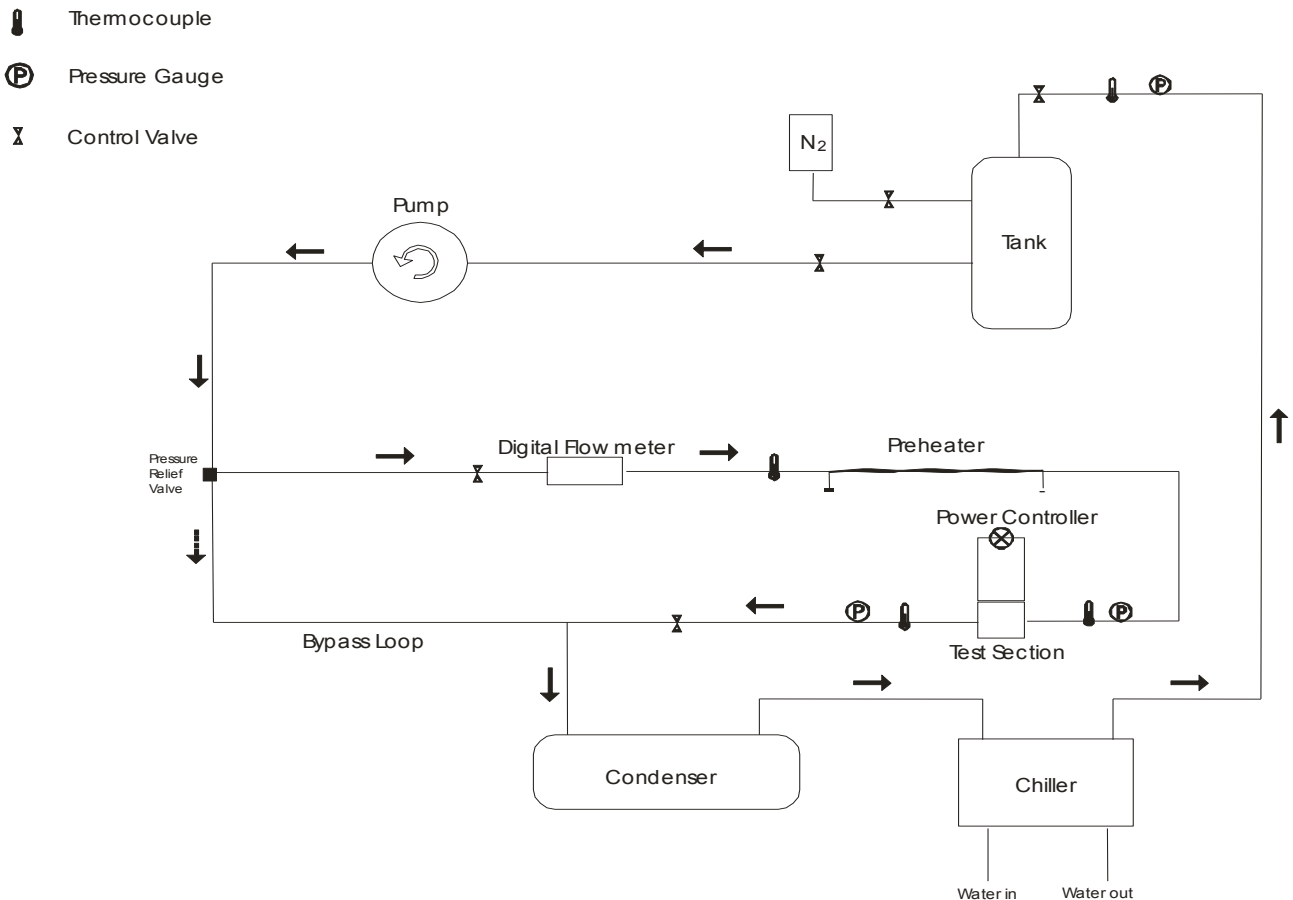 Thermocouple
P
Pressure Gauge
Control Valve
P
N2
Pump
Tank
Digital Flow meter
Preheater
Pressure
Relief
Valve
Power Controller
P
P
Bypass Loop
Test Section
Condenser
Chiller
Water in
Water out